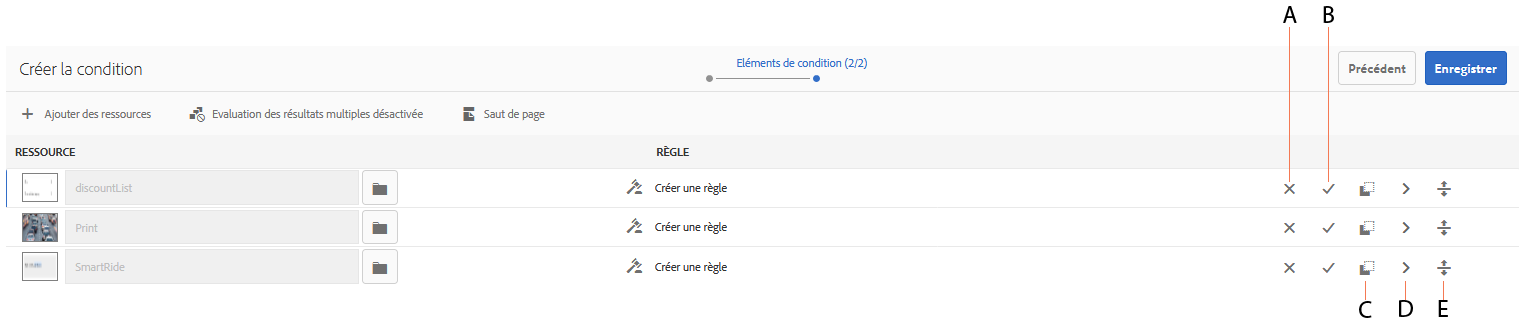 A B
Créer la condition Eléments de condition (2/2) Précédent Enregistrer
Ajouter des ressources Evaluation des résultats multiples désactivée Saut de page
RESSOURCE RÈGLE
discountList Créer une règle
Print Créer une règle
SmartRide Créer une règle
C D E